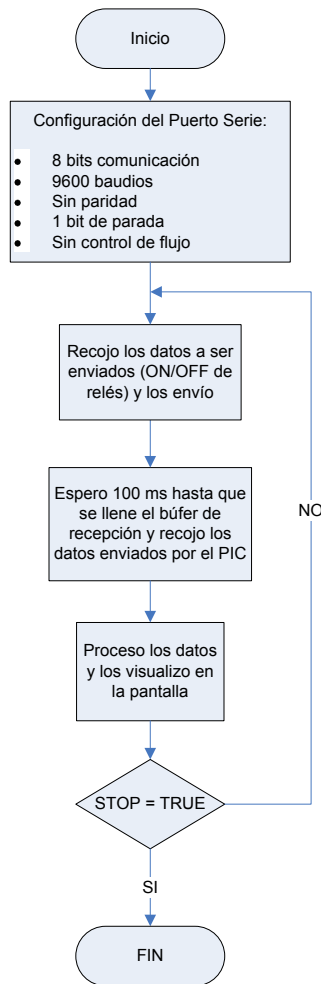 Inicio
Configuración del Puerto Serie:
• 8 bits comunicación
• 9600 baudios
• Sin paridad
• 1 bit de parada
• Sin control de flujo
Recojo los datos a ser
enviados (ON/OFF de
relés) y los envío
Espero 100 ms hasta que
se llene el búfer de
recepción y recojo los
datos enviados por el PIC
NO
Proceso los datos
y los visualizo en
la pantalla
STOP = TRUE
SI
FIN